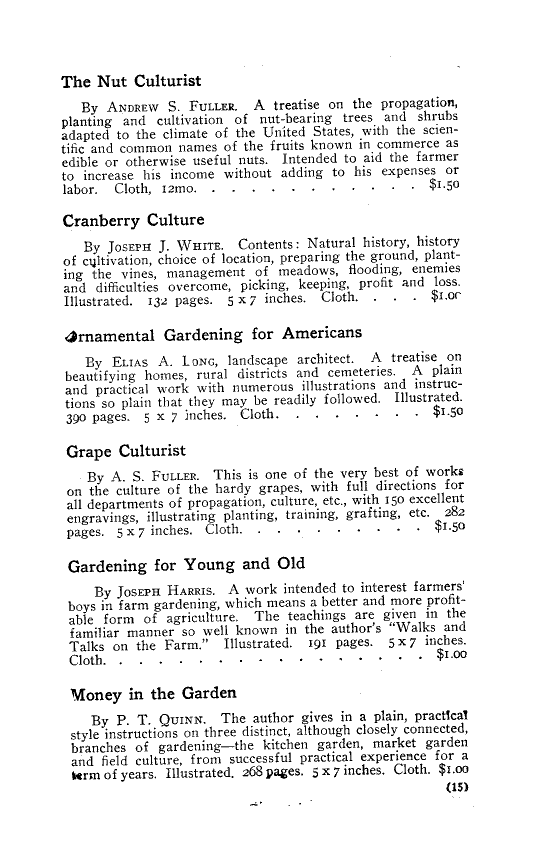 The Nut Culturist
By ANDREW S. FULLER. A treatise on the propagation,
planting and cultivation of nut-bearing trees and shrubs
adapted to the climate of the United States, with the scien-
tific and common names of the fruits known in commerce as
edible or otherwise useful nuts. Intended to aid the farmer
to increase his income without adding to his expenses or
labor. Cloth, 12mo. . . . . . . . . . . . $1.50
Cranberry Culture
By JOSEPH J. WHITE. Contents: Natural history, history
of cultivation, choice of location, preparing the ground, plant-
ing the vines, management of meadows, flooding, enemies
and difficulties overcome, picking, keeping, profit and loss.
Illustrated. 132 pages. 5 x 7 inches. Cloth. . . . $1.00
Ornamental Gardening for Americans
By ELIAS A. LONG, landscape architect. A treatise on
beautifying homes, rural districts and cemeteries. A plain
and practical work with numerous illustrations and instruc-
tions so plain that they may be readily followed. Illustrated.
390 pages. 5 x 7 inches. Cloth. . . . . . . . $1.50
Grape Culturist
By A. S. FULLER. This is one of the very best of works
on the culture of the hardy grapes, with full directions for
all departments of propagation, culture, etc., with 150 excellent
engravings, illustrating planting, training, grafting, etc. 282
pages. 5 x 7 inches. Cloth. . . . . . . . . . $1.50
Gardening for Young and Old
By JOSEPH HARRIS. A work intended to interest farmers'
boys in farm gardening, which means a better and more profit-
able form of agriculture. The teachings are given in the
familiar manner so well known in the author's "Walks and
Talks on the Farm." Illustrated. 191 pages. 5 x 7 inches.
Cloth. . . . . . . . . . . . . . . . . $1.00
Money in the Garden
By P. T. QUINN. The author gives in a plain, practical
style instructions on three distinct, although closely connected,
branches of gardening—the kitchen garden, market garden
and field culture, from successful practical experience for a
term of years. Illustrated. 268 pages. 5 x 7 inches. Cloth. $1.00
(15)